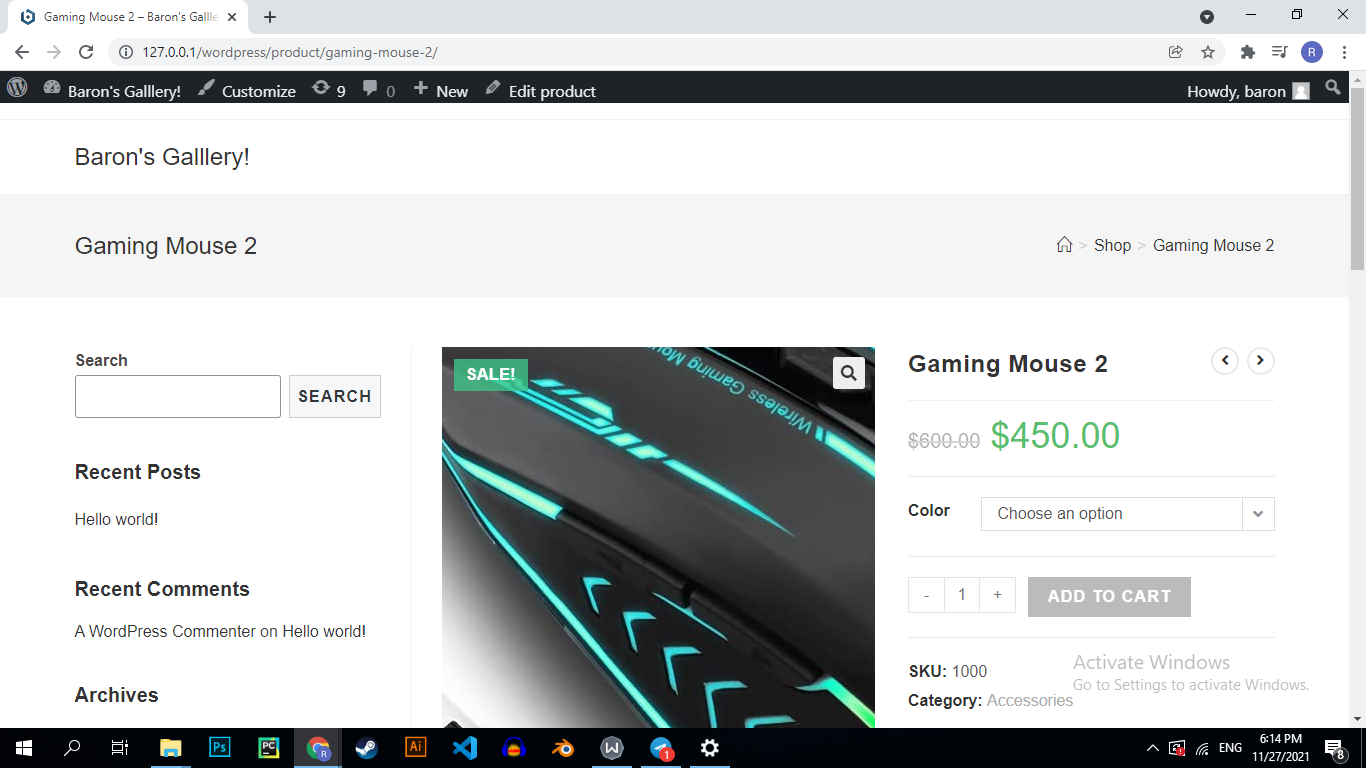 Gaming Mouse 2 – Baron's Gallle
127.0.0.1/wordpress/product/gaming-mouse-2/
R
Baron's Galllery! Customize 9 0 New Edit product Howdy, baron
Baron's Galllery!
Gaming Mouse 2
> Shop > Gaming Mouse 2
Search
SEARCH
Recent Posts
Hello world!
Recent Comments
A WordPress Commenter on Hello world!
Archives
SALE!
Wireless Gaming Mou
Gaming Mouse 2
$600.00 $450.00
Color Choose an option
- 1 + ADD TO CART
SKU: 1000
Category: Accessories
Activate Windows
Go to Settings to activate Windows.
Ps PC R Ai W 1
ENG
6:14 PM
11/27/2021
8